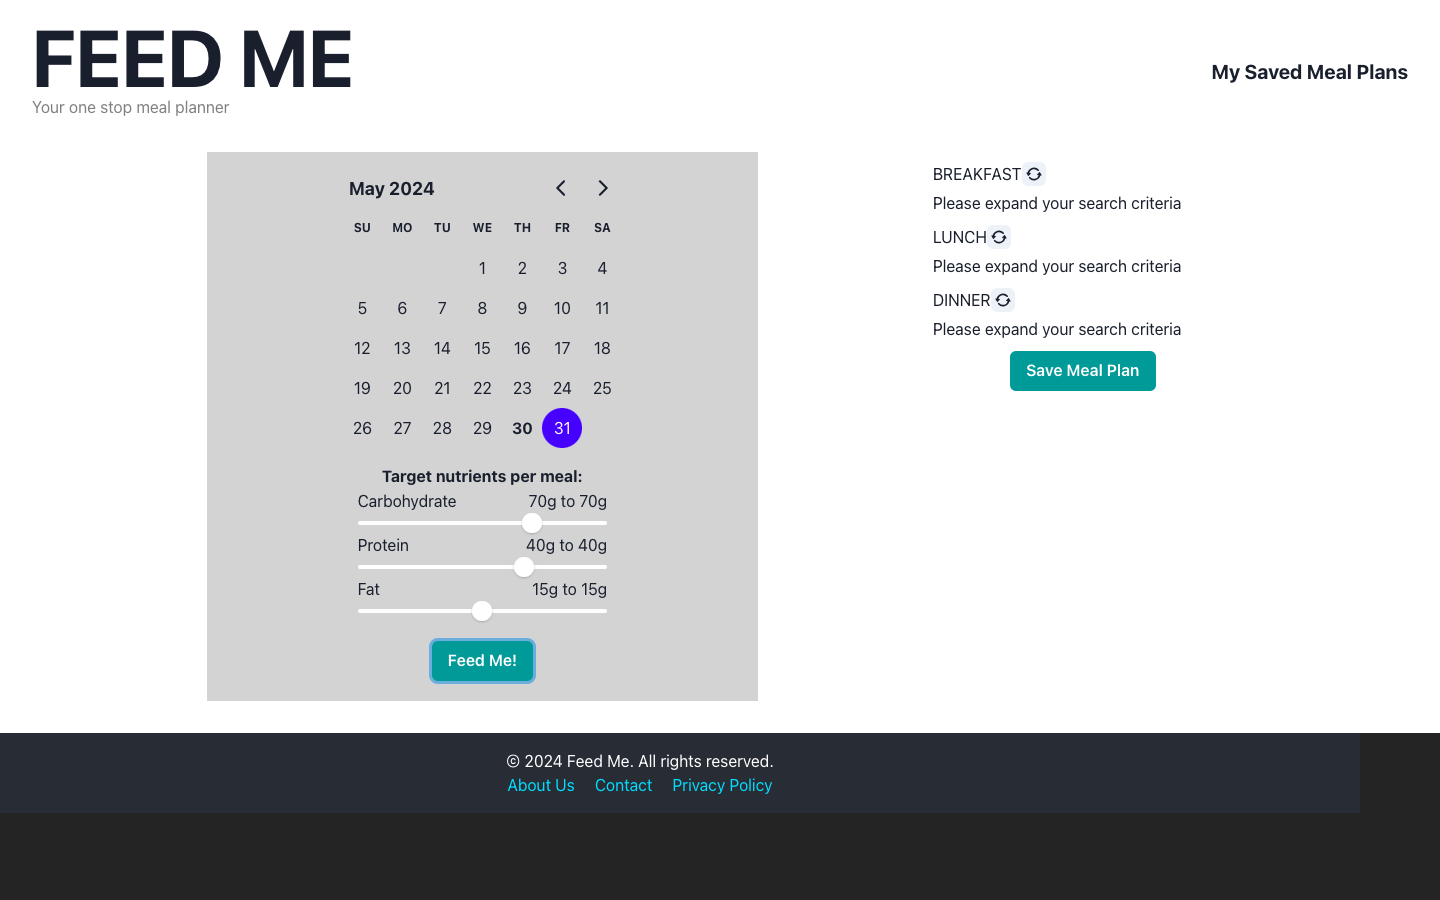 FEED ME
Your one stop meal planner
My Saved Meal Plans
May 2024
SU MO TU WE TH FR SA
1 2 3 4
5 6 7 8 9 10 11
12 13 14 15 16 17 18
19 20 21 22 23 24 25
26 27 28 29 30 31
Target nutrients per meal:
Carbohydrate 70g to 70g
Protein 40g to 40g
Fat 15g to 15g
Feed Me!
BREAKFAST
Please expand your search criteria
LUNCH
Please expand your search criteria
DINNER
Please expand your search criteria
Save Meal Plan
© 2024 Feed Me. All rights reserved.
About Us Contact Privacy Policy